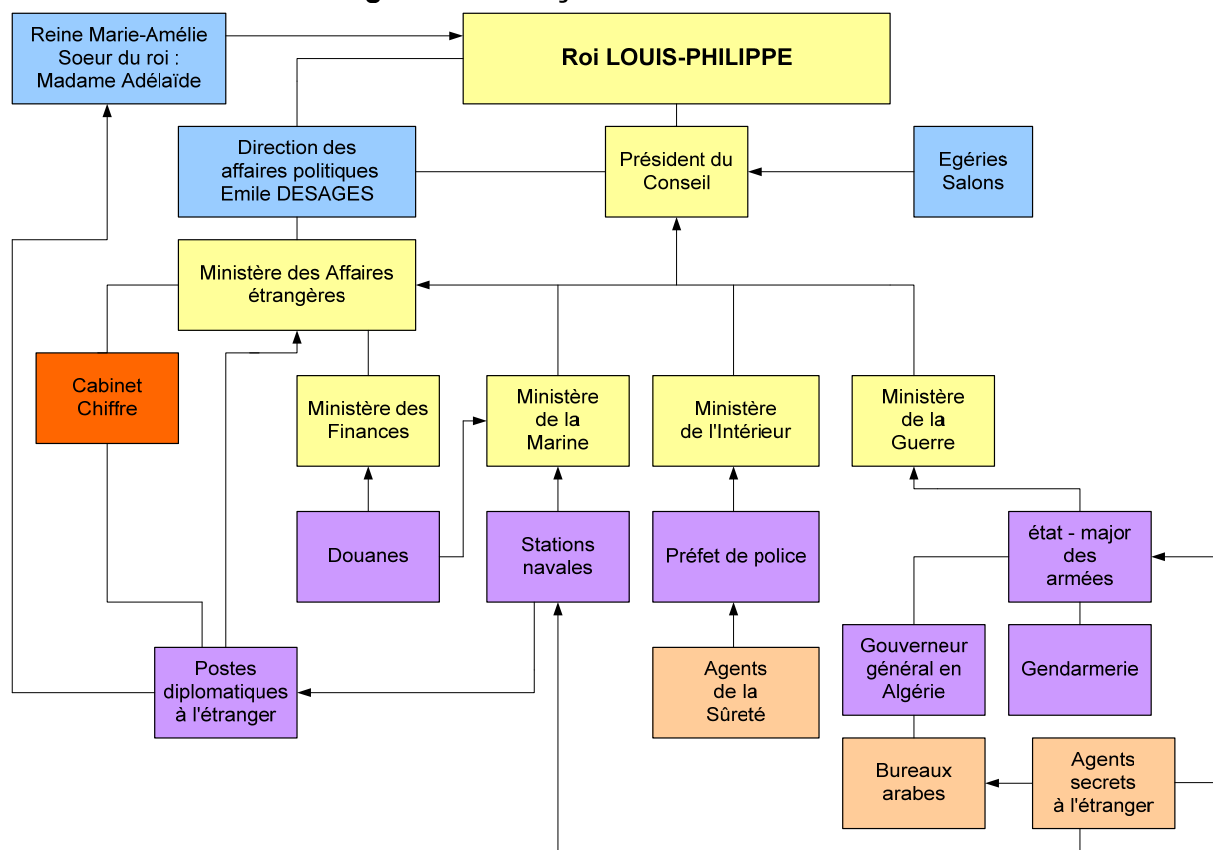 Reine Marie-Amélie
Soeur du roi :
Madame Adélaïde
Roi LOUIS-PHILIPPE
Direction des
affaires politiques
Emile DESAGES
Président du
Conseil
Egéries
Salons
Ministère des Affaires
étrangères
Cabinet
Chiffre
Ministère des
Finances
Ministère
de la
Marine
Ministère
de l'Intérieur
Ministère
de la
Guerre
Douanes
Stations
navales
Préfet de police
état - major
des
armées
Postes
diplomatiques
à l'étranger
Agents
de la
Sûreté
Gouverneur
général en
Algérie
Gendarmerie
Bureaux
arabes
Agents
secrets
à l'étranger